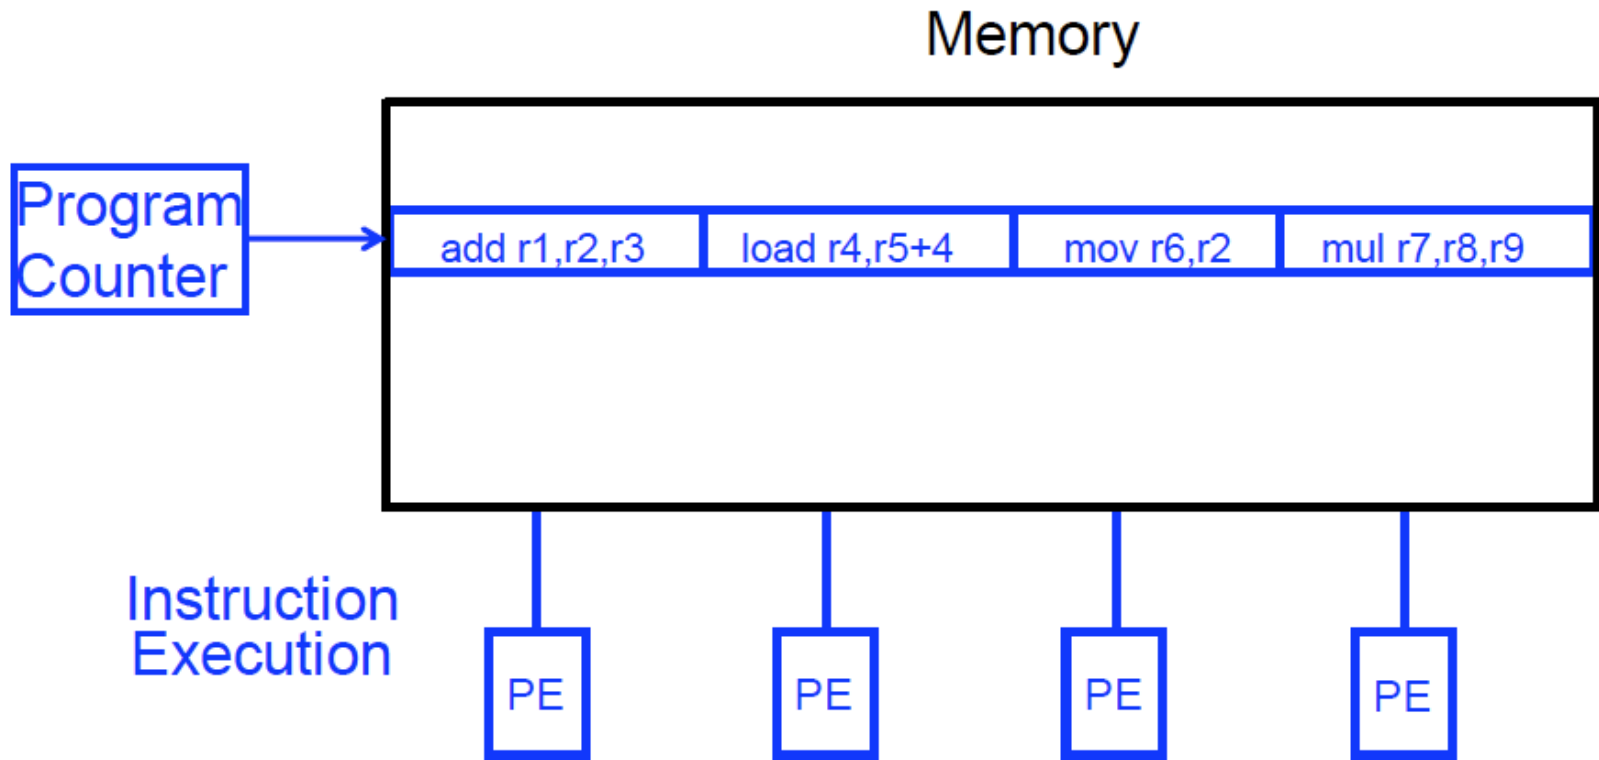 Memory
Program
Counter
add r1,r2,r3
load r4,r5+4
mov r6,r2
mul r7,r8,r9
Instruction
Execution
PE
PE
PE
PE